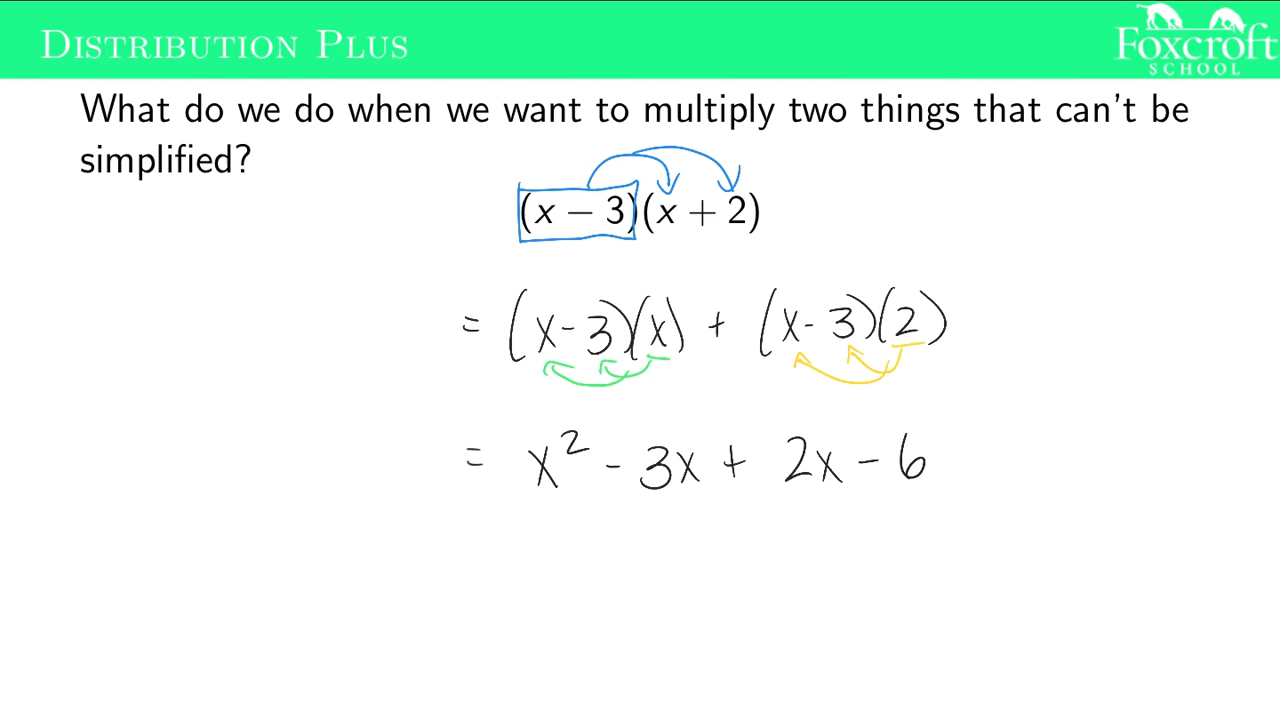 DISTRIBUTION PLUS
Foxcroft
SCHOOL
What do we do when we want to multiply two things that can't be
simplified?
(x − 3)(x + 2)
= (x - 3)(x) + (x - 3)(2)
= x² - 3x + 2x - 6